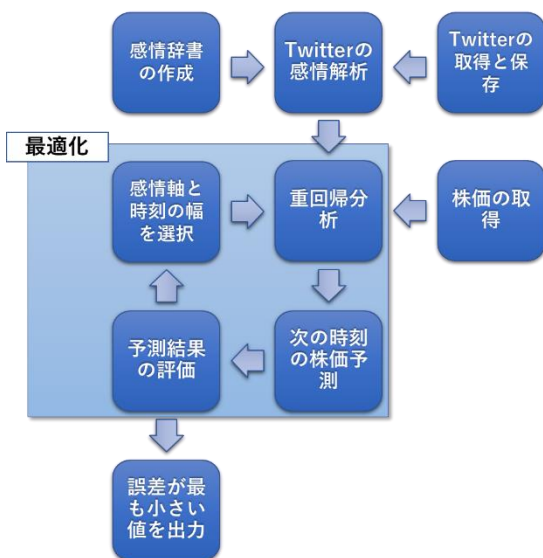 感情辞書
の作成
Twitterの
感情解析
Twitterの
取得と保
存
最適化
感情軸と
時刻の幅
を選択
重回帰分
析
株価の取
得
予測結果
の評価
次の時刻
の株価予
測
誤差が最
も小さい
値を出力